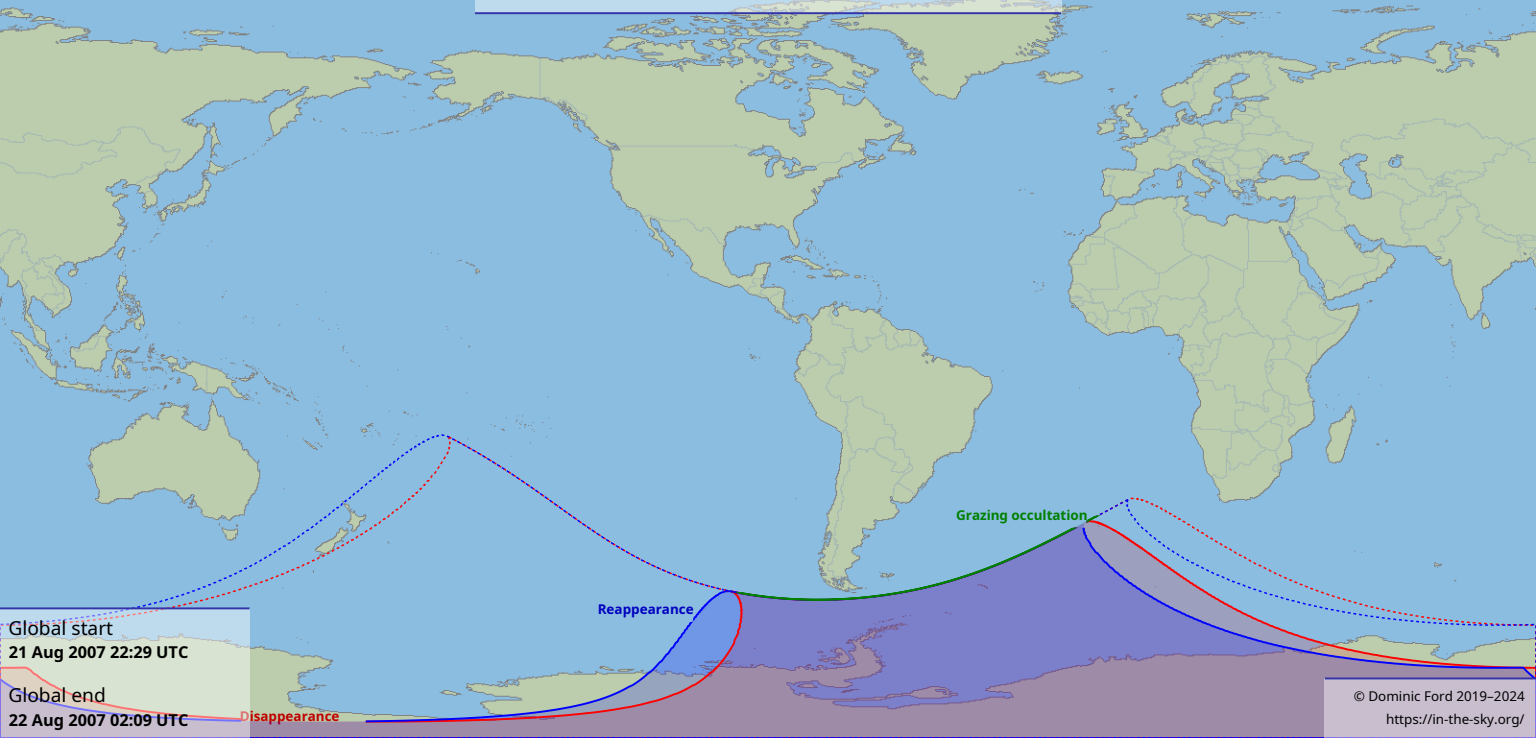 Grazing occultation
Reappearance
Global start
21 Aug 2007 22:29 UTC
Global end
22 Aug 2007 02:09 UTC
Disappearance
© Dominic Ford 2019–2024
https://in-the-sky.org/